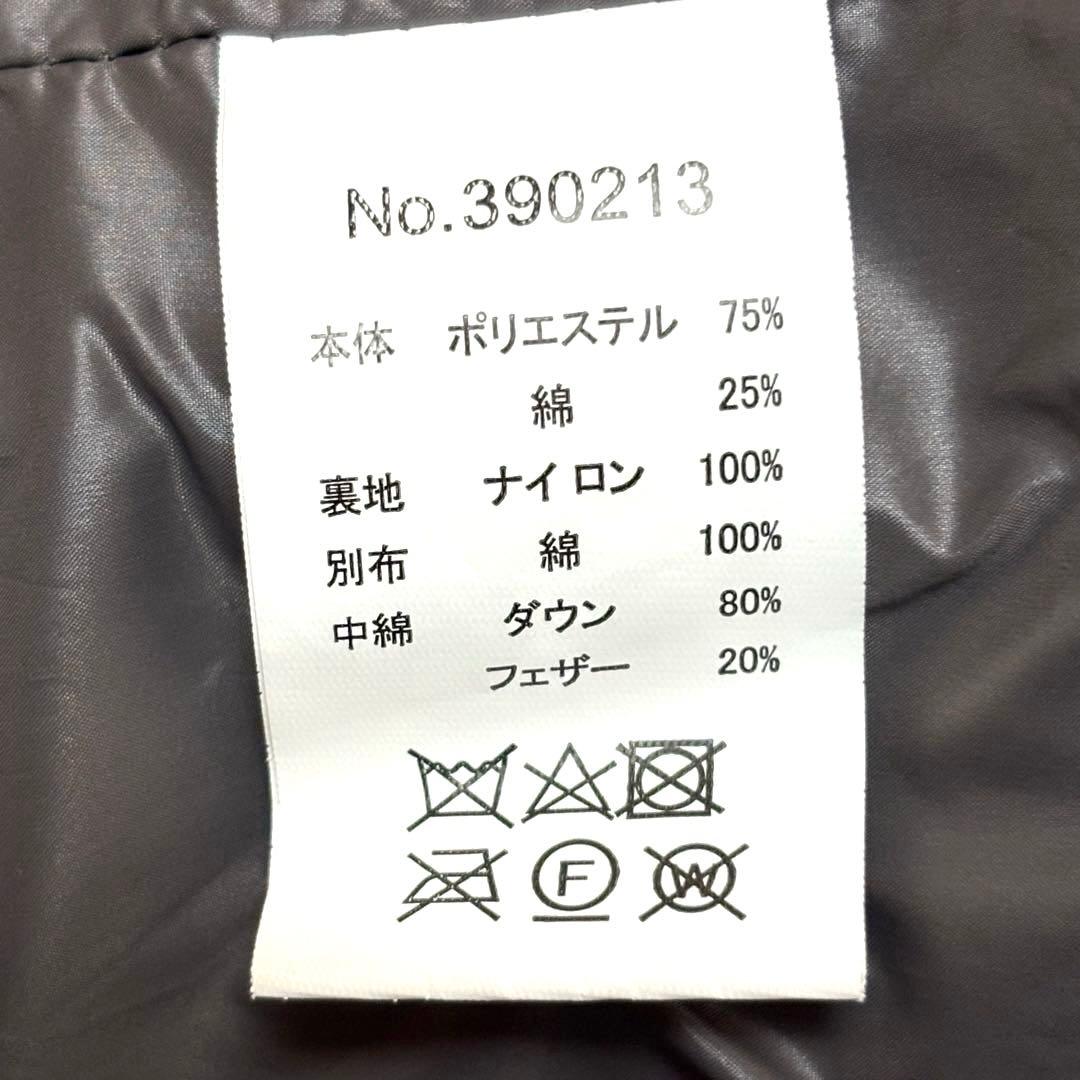 No.390213
本体 ポリエステル 75%
綿 25%
裏地 ナイロン 100%
別布 綿 100%
中綿 ダウン 80%
フェザー 20%
F W